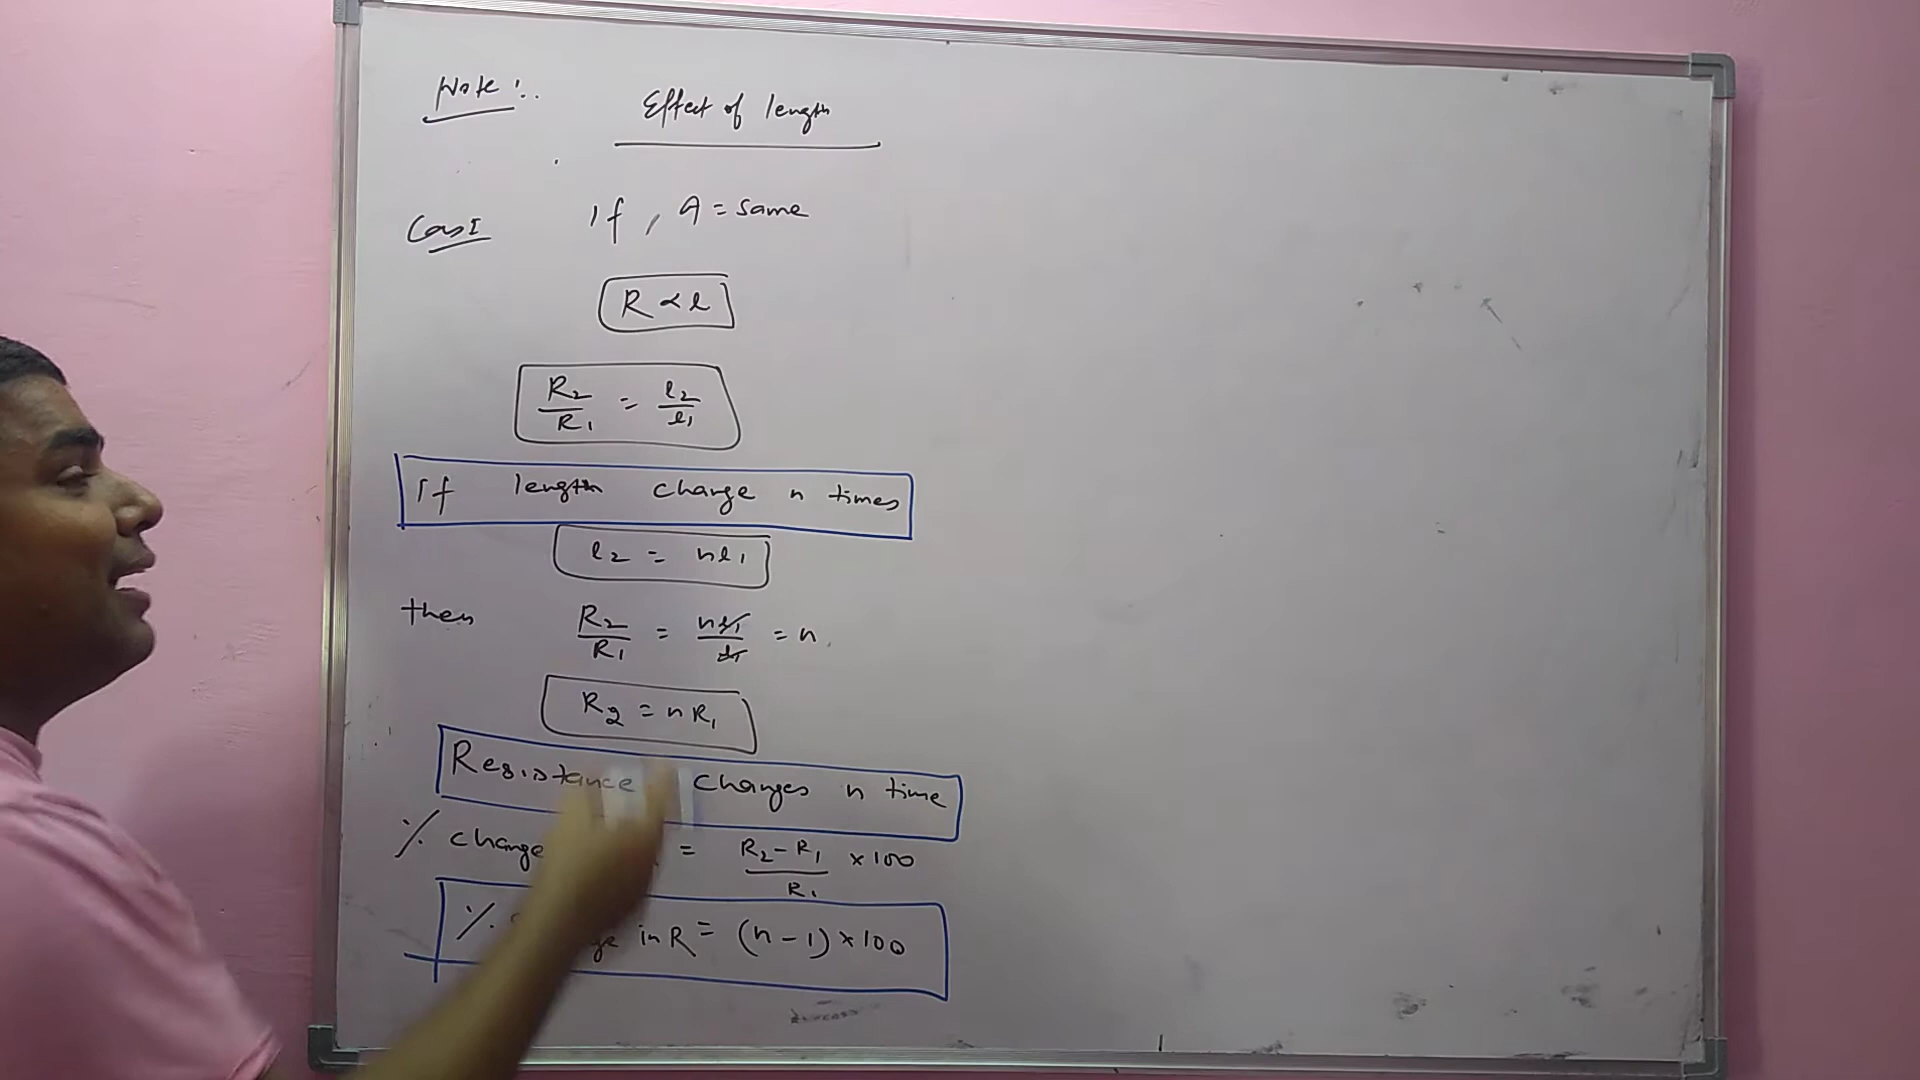 Note :.
Effect of length
Case I If, A = same
R ∝ l
R₂/R₁ = l₂/l₁
If length change n times
l₂ = nl₁
then R₂/R₁ = nl₁/l₁ = n
R₂ = nR₁
Resistance changes n time
% change = (R₂ - R₁)/R₁ × 100
% in R = (n - 1) × 100